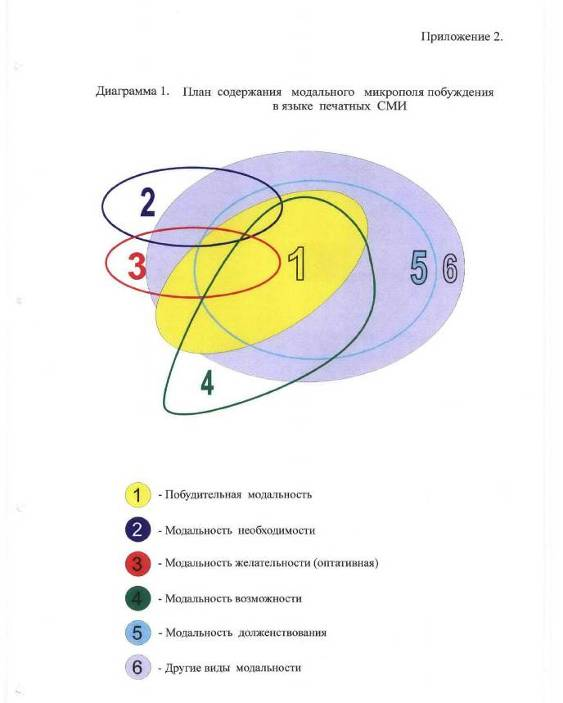 Приложение 2.
Диаграмма 1. План содержания модального микрополя побуждения
в языке печатных СМИ
2
3
1
5
6
4
1 - Побудительная модальность
2 - Модальность необходимости
3 - Модальность желательности (оптативная)
4 - Модальность возможности
5 - Модальность долженствования
6 - Другие виды модальности